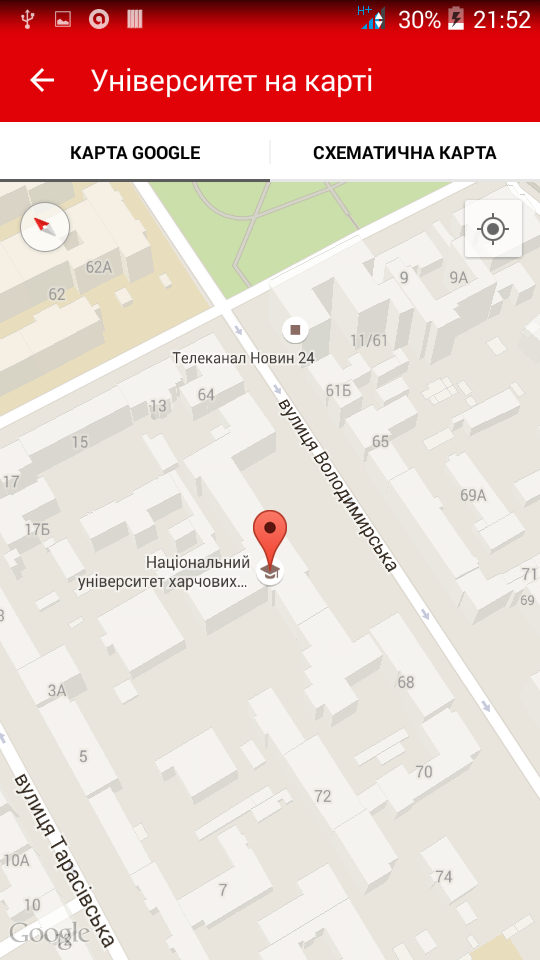 H+
30%
21:52
Університет на карті
КАРТА GOOGLE
СХЕМАТИЧНА КАРТА
62А
62
9
9А
11/61
Телеканал Новин 24
64
13
61Б
15
65
17
вулиця Володимирська
69А
17Б
Національний
університет харчових...
71
69
3А
68
5
70
72
вулиця Тарасівська
10А
74
7
10
Google